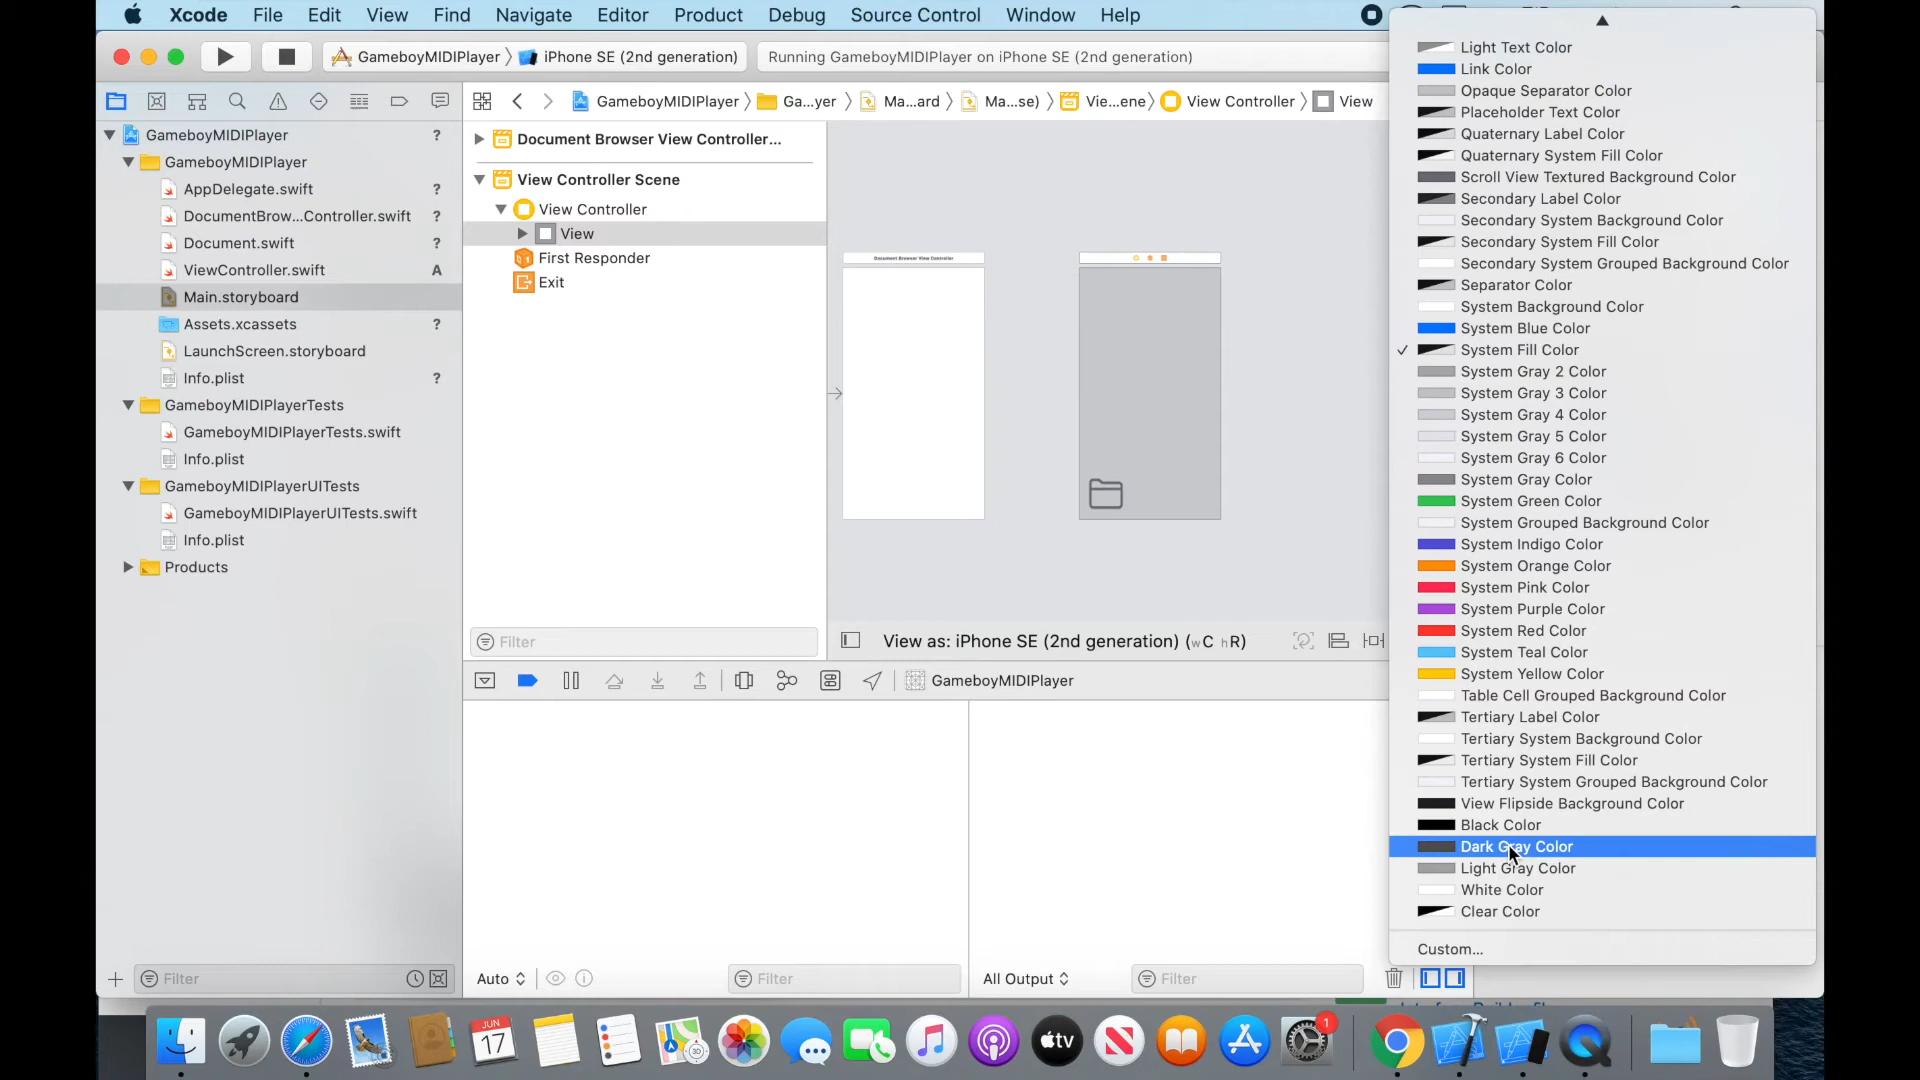 Xcode File Edit View Find Navigate Editor Product Debug Source Control Window Help
GameboyMIDIPlayer iPhone SE (2nd generation)
Running GameboyMIDIPlayer on iPhone SE (2nd generation)
GameboyMIDIPlayer Ga...yer Ma...ard Ma...se) Vie...ene) View Controller View
GameboyMIDIPlayer ?
GameboyMIDIPlayer
AppDelegate.swift ?
DocumentBrow...Controller.swift ?
Document.swift ?
ViewController.swift A
Main.storyboard
Assets.xcassets ?
LaunchScreen.storyboard
Info.plist ?
GameboyMIDIPlayerTests
GameboyMIDIPlayerTests.swift
Info.plist
GameboyMIDIPlayerUITests
GameboyMIDIPlayerUITests.swift
Info.plist
Products
Filter
Document Browser View Controller...
View Controller Scene
View Controller
View
First Responder
Exit
Filter
Document Browser View Controller
View as: iPhone SE (2nd generation) (wC hR)
GameboyMIDIPlayer
Auto
Filter
All Output
Filter
Light Text Color
Link Color
Opaque Separator Color
Placeholder Text Color
Quaternary Label Color
Quaternary System Fill Color
Scroll View Textured Background Color
Secondary Label Color
Secondary System Background Color
Secondary System Fill Color
Secondary System Grouped Background Color
Separator Color
System Background Color
System Blue Color
System Fill Color
System Gray 2 Color
System Gray 3 Color
System Gray 4 Color
System Gray 5 Color
System Gray 6 Color
System Gray Color
System Green Color
System Grouped Background Color
System Indigo Color
System Orange Color
System Pink Color
System Purple Color
System Red Color
System Teal Color
System Yellow Color
Table Cell Grouped Background Color
Tertiary Label Color
Tertiary System Background Color
Tertiary System Fill Color
Tertiary System Grouped Background Color
View Flipside Background Color
Black Color
Dark Gray Color
Light Gray Color
White Color
Clear Color
Custom...
JUN
17
tv
1